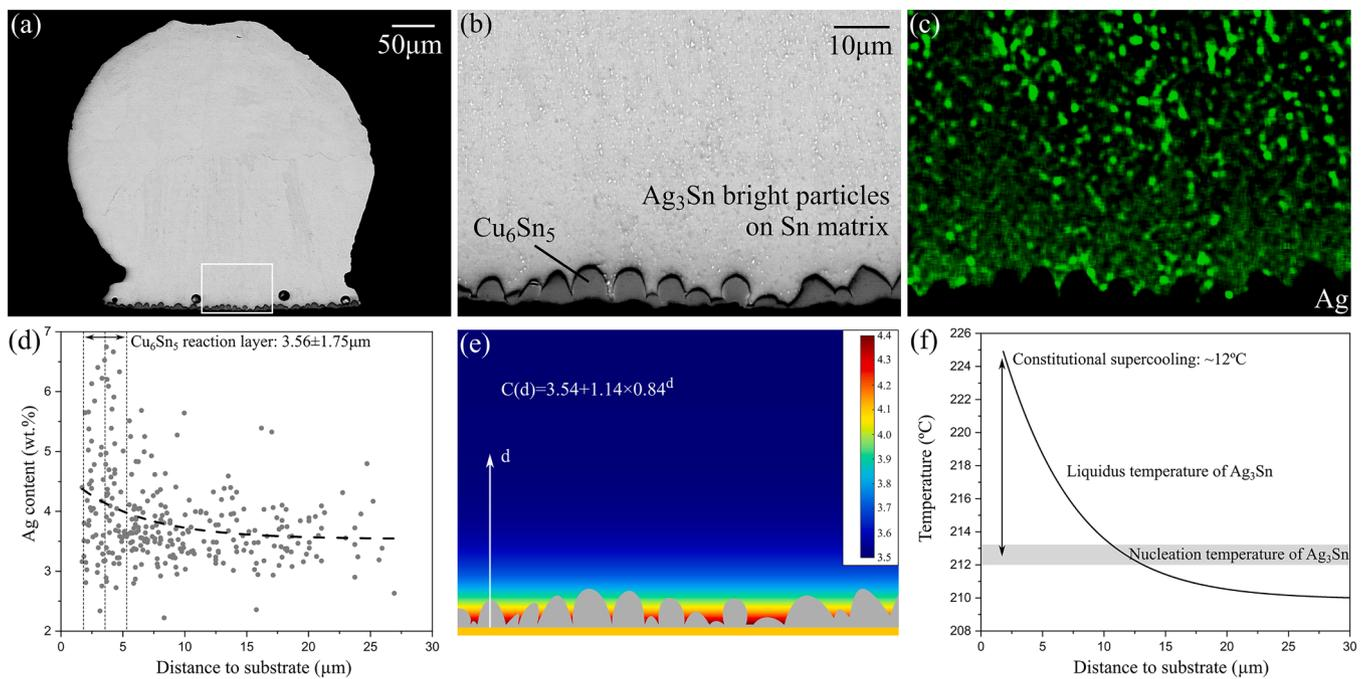 (a)
50μm
(b)
10μm
Ag₃Sn bright particles
on Sn matrix
Cu₆Sn₅
(c)
Ag
(d)
7
6
5
4
3
2
Ag content (wt.%)
Cu₆Sn₅ reaction layer: 3.56±1.75μm
0
5
10
15
20
25
30
Distance to substrate (μm)
(e)
C(d)=3.54+1.14×0.84ᵈ
d
4.4
4.3
4.2
4.1
4.0
3.9
3.8
3.7
3.6
3.5
(f)
226
224
222
220
218
216
214
212
210
208
Temperature (ºC)
Constitutional supercooling: ~12ºC
Liquidus temperature of Ag₃Sn
Nucleation temperature of Ag₃Sn
0
5
10
15
20
25
30
Distance to substrate (μm)